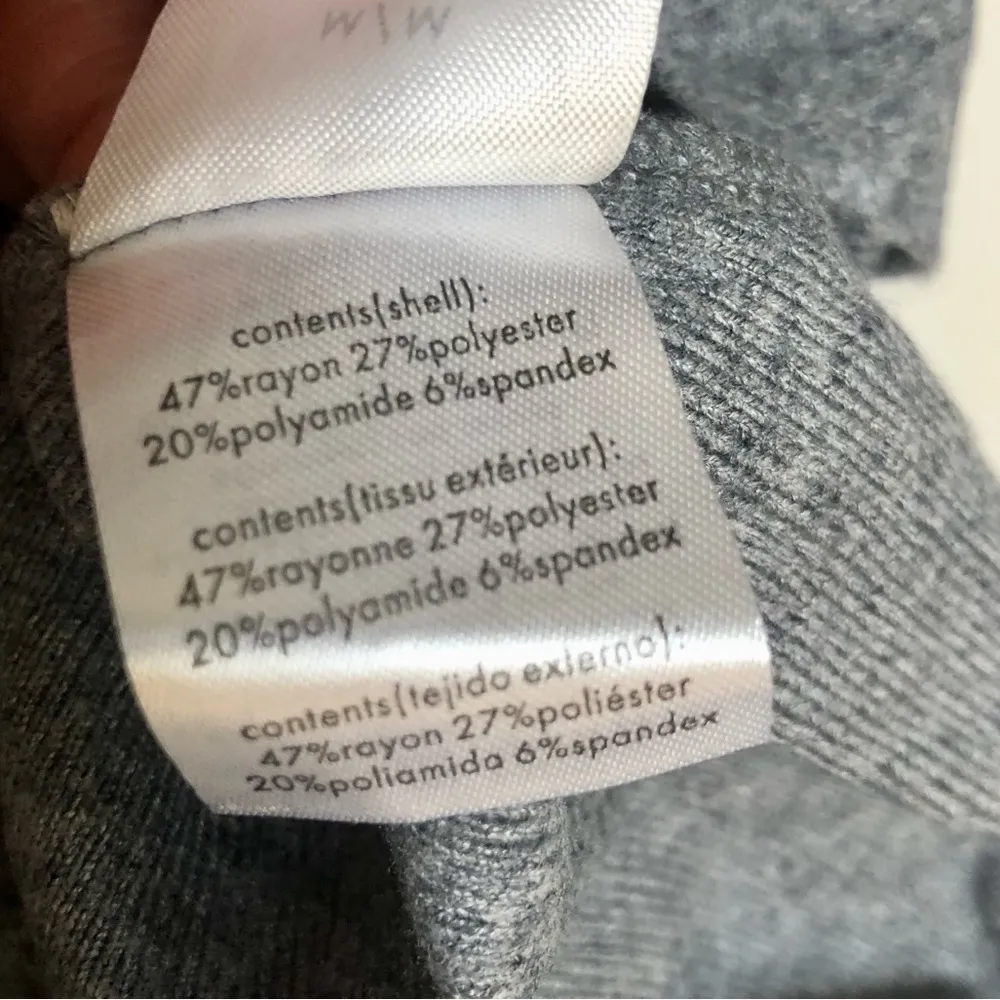 M\M
contents(shell):
47%rayon 27%polyester
20%polyamide 6%spandex
contents(tissu extérieur):
47%rayonne 27%polyester
20%polyamide 6%spandex
contents(tejido externo):
47%rayon 27%poliéster
20%poliamida 6%spandex